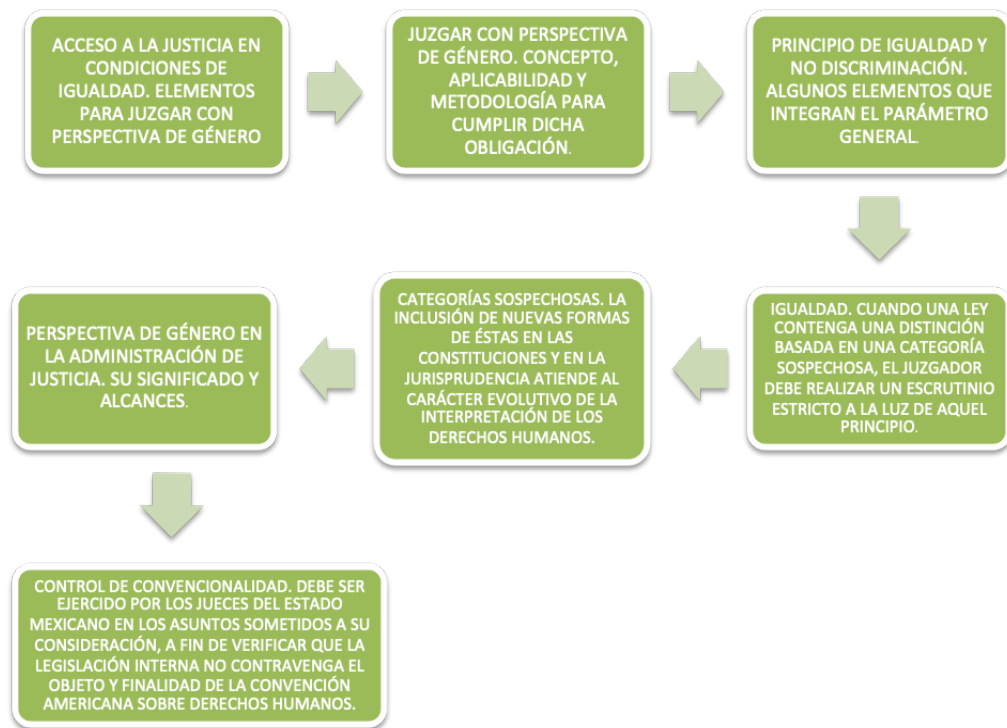 ACCESO A LA JUSTICIA EN
CONDICIONES DE
IGUALDAD. ELEMENTOS
PARA JUZGAR CON
PERSPECTIVA DE GÉNERO
JUZGAR CON PERSPECTIVA
DE GÉNERO. CONCEPTO,
APLICABILIDAD Y
METODOLOGÍA PARA
CUMPLIR DICHA
OBLIGACIÓN.
PRINCIPIO DE IGUALDAD Y
NO DISCRIMINACIÓN.
ALGUNOS ELEMENTOS QUE
INTEGRAN EL PARÁMETRO
GENERAL.
IGUALDAD. CUANDO UNA LEY
CONTENGA UNA DISTINCIÓN
BASADA EN UNA CATEGORÍA
SOSPECHOSA, EL JUZGADOR
DEBE REALIZAR UN ESCRUTINIO
ESTRICTO A LA LUZ DE AQUEL
PRINCIPIO.
CATEGORÍAS SOSPECHOSAS. LA
INCLUSIÓN DE NUEVAS FORMAS
DE ÉSTAS EN LAS
CONSTITUCIONES Y EN LA
JURISPRUDENCIA ATIENDE AL
CARÁCTER EVOLUTIVO DE LA
INTERPRETACIÓN DE LOS
DERECHOS HUMANOS.
PERSPECTIVA DE GÉNERO EN
LA ADMINISTRACIÓN DE
JUSTICIA. SU SIGNIFICADO Y
ALCANCES.
CONTROL DE CONVENCIONALIDAD. DEBE SER
EJERCIDO POR LOS JUECES DEL ESTADO
MEXICANO EN LOS ASUNTOS SOMETIDOS A SU
CONSIDERACIÓN, A FIN DE VERIFICAR QUE LA
LEGISLACIÓN INTERNA NO CONTRAVENGA EL
OBJETO Y FINALIDAD DE LA CONVENCIÓN
AMERICANA SOBRE DERECHOS HUMANOS.